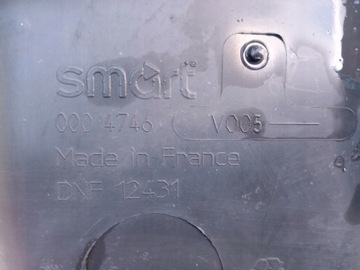 smart
000 4746 V005
Made in France
DNF 12431